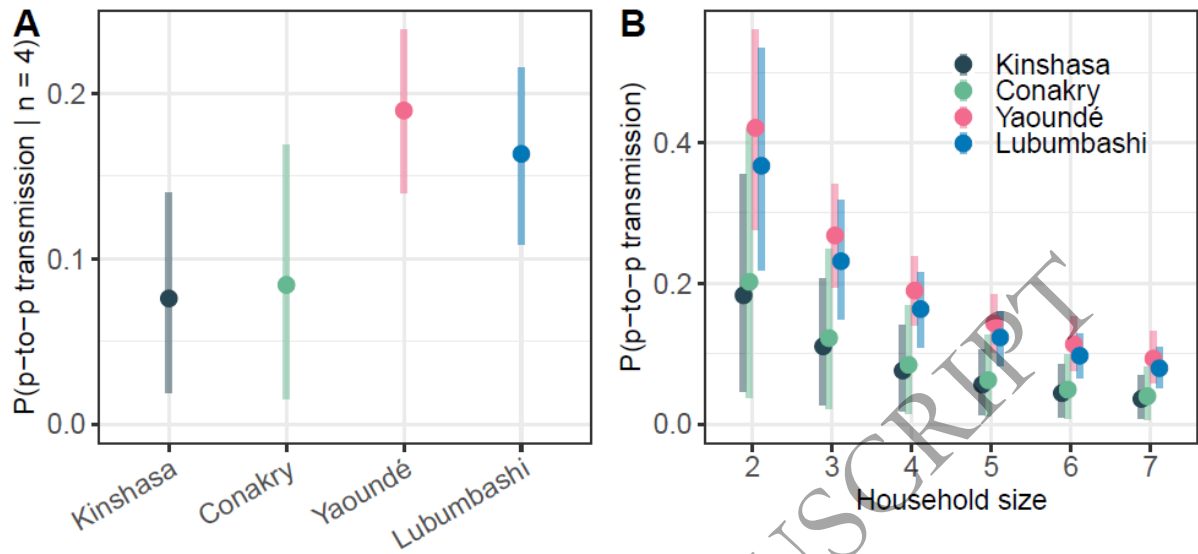 A
P(p−to−p transmission | n = 4)
0.2
0.1
0.0
Kinshasa
Conakry
Yaoundé
Lubumbashi
B
P(p−to−p transmission)
0.4
0.2
0.0
Kinshasa
Conakry
Yaoundé
Lubumbashi
2 3 4 5 6 7
Household size
USCRIPT